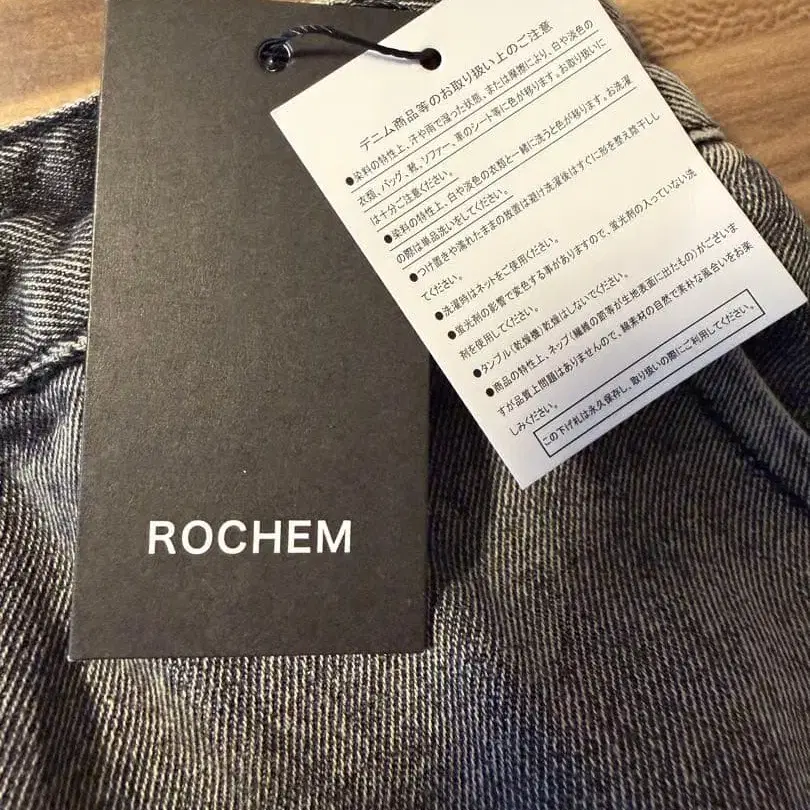 ROCHEM
デニム商品等のお取り扱い上のご注意
●染料の特性上、汗や雨で湿った状態、または摩擦により、白や淡色の
衣類、バッグ、靴、ソファー、車のシート等に色が移ります。お取り扱いに
は十分ご注意ください。
●染料の特性上、白や淡色の衣類と一緒に洗うと色が移ります。お洗濯
の際は単品洗いをしてください。
●つけ置きや濡れたままの放置は避け洗濯後はすぐに形を整え陰干しし
てください。
●洗濯時はネットをご使用ください。
●蛍光剤の影響で変色する事がありますので、蛍光剤の入っていない洗
剤を使用してください。
●タンブル(乾燥機)乾燥はしないでください。
●商品の特性上、ネップ(繊維の節等が生地表面に出たもの)がございま
すが品質上問題はありませんので、綿素材の自然で素朴な風合いをお楽
しみください。
この下げ札は永久保存し、取り扱いの際にご利用してください。